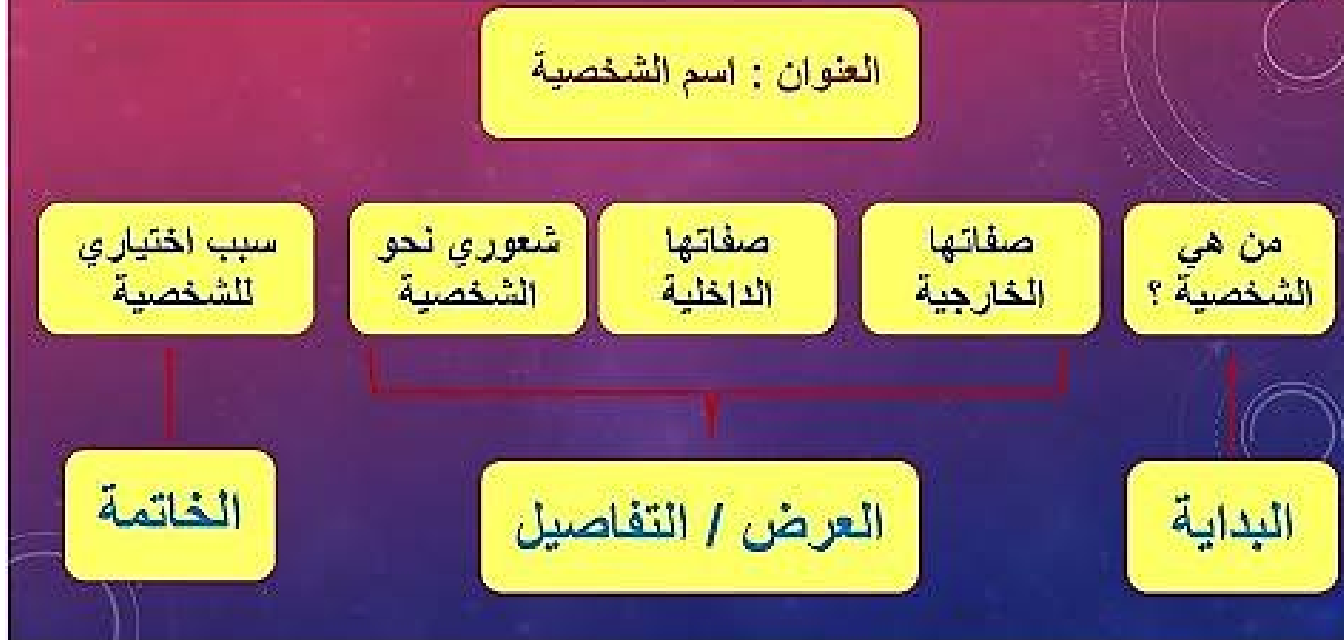 العنوان : اسم الشخصية
من هي
الشخصية ؟
صفاتها
الخارجية
صفاتها
الداخلية
شعوري نحو
الشخصية
سبب اختياري
للشخصية
البداية
العرض / التفاصيل
الخاتمة